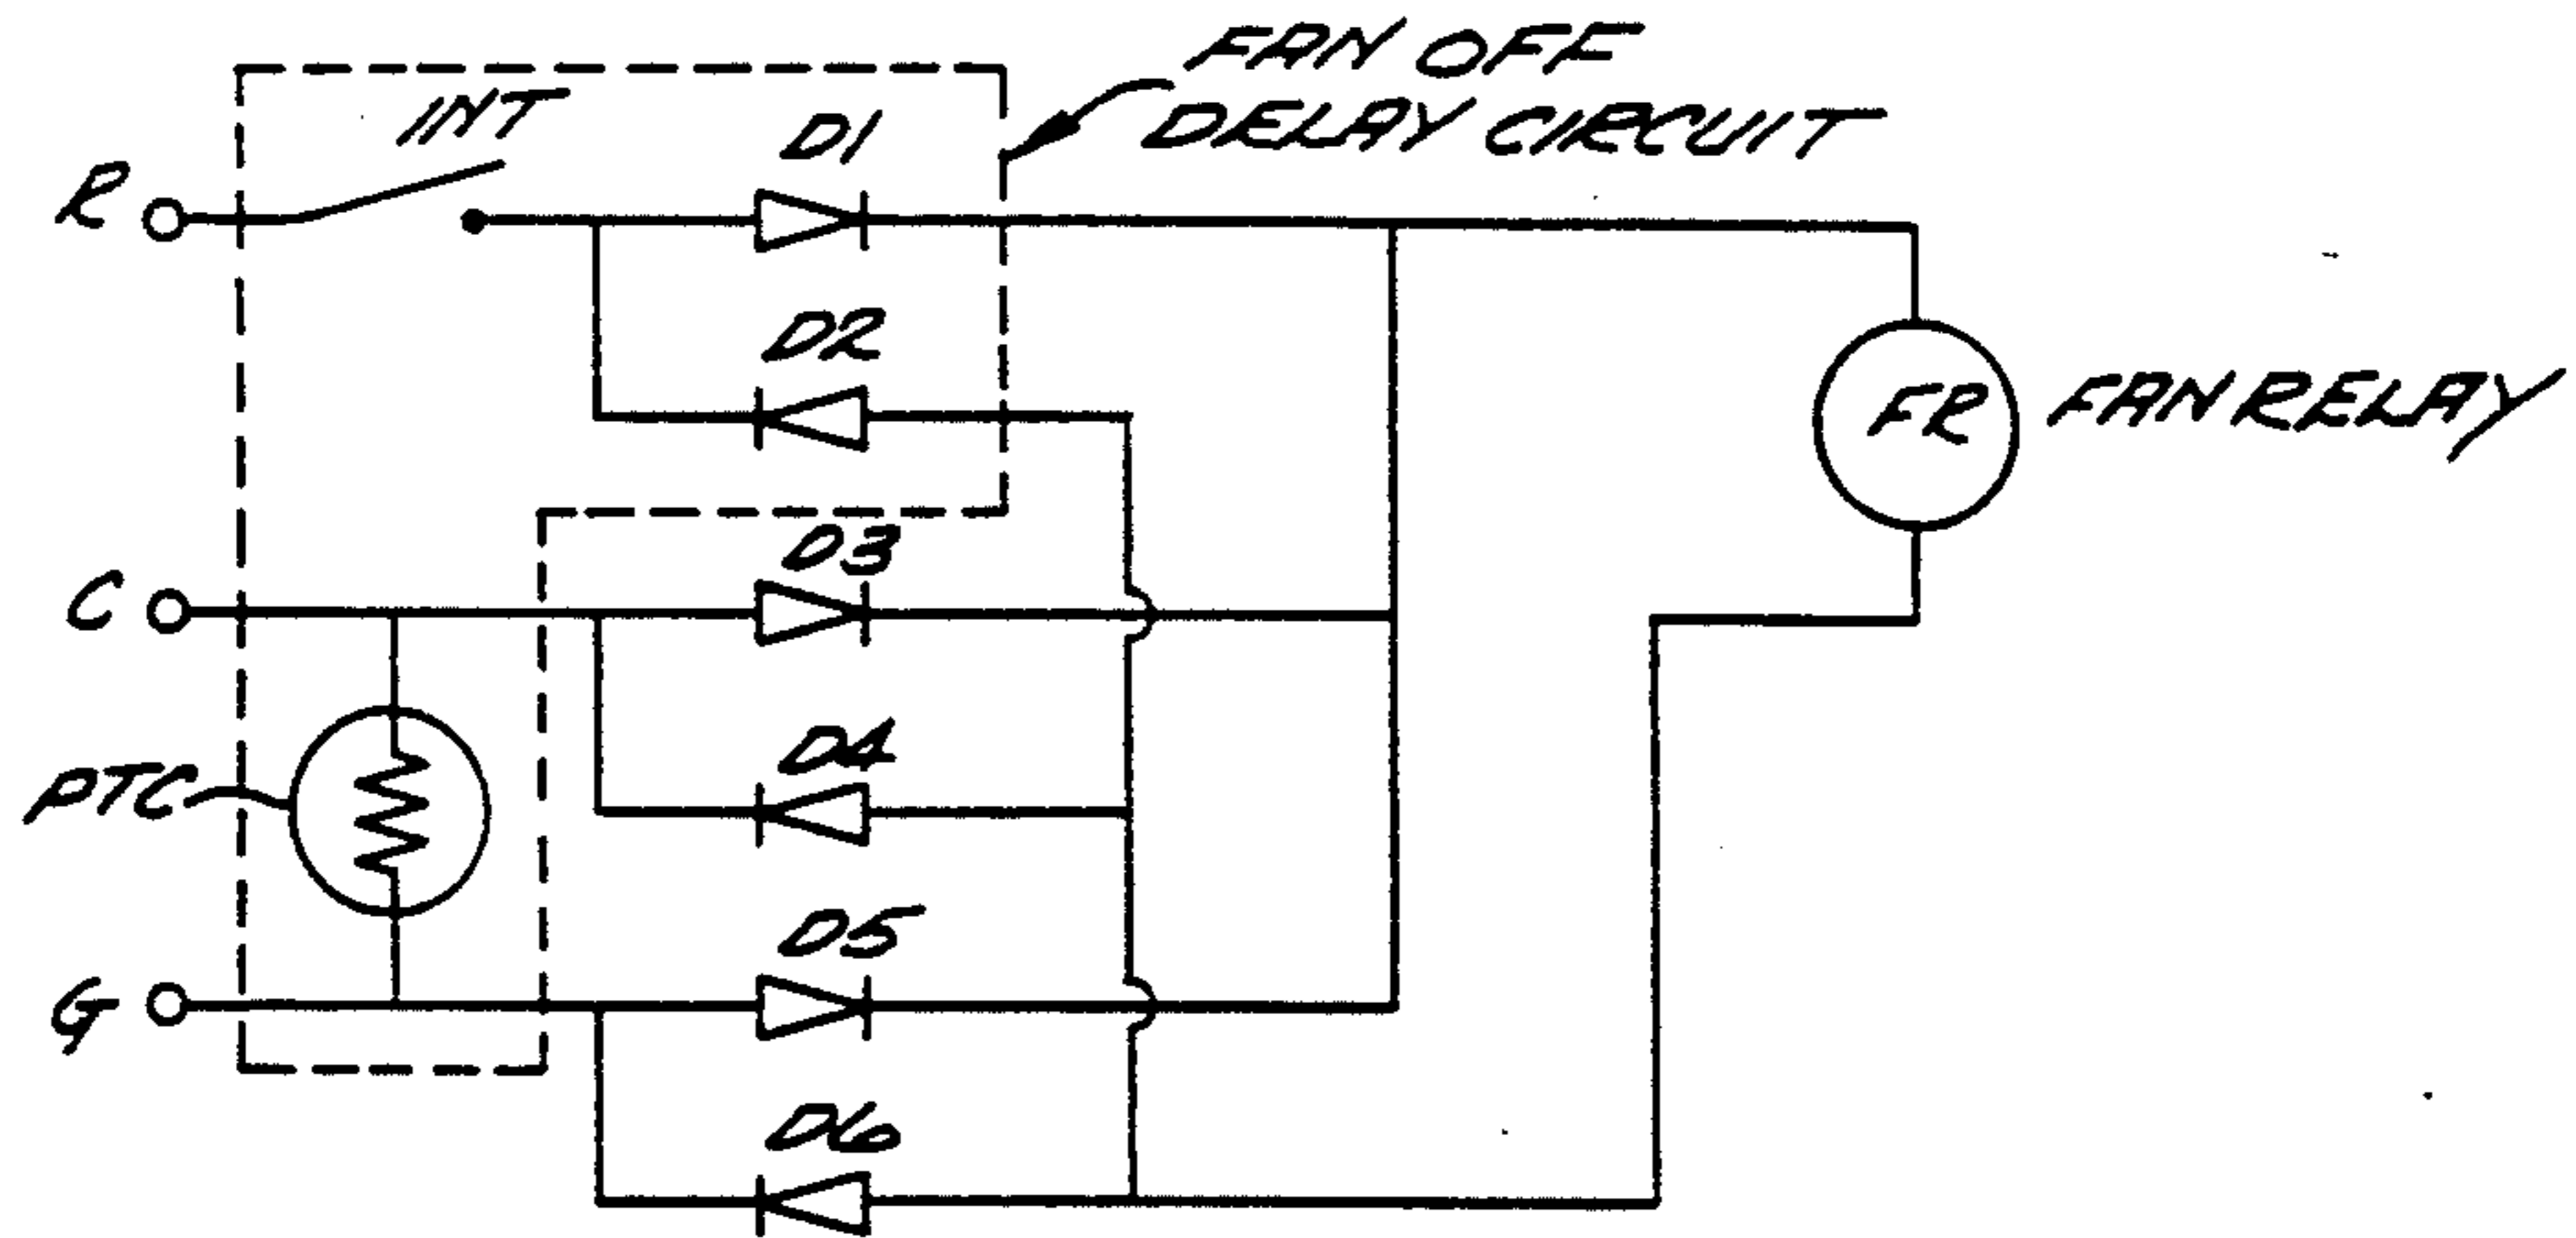 FAN OFF
DELAY CIRCUIT
INT
D1
R
D2
FR
FAN RELAY
D3
C
D4
PTC
D5
G
D6